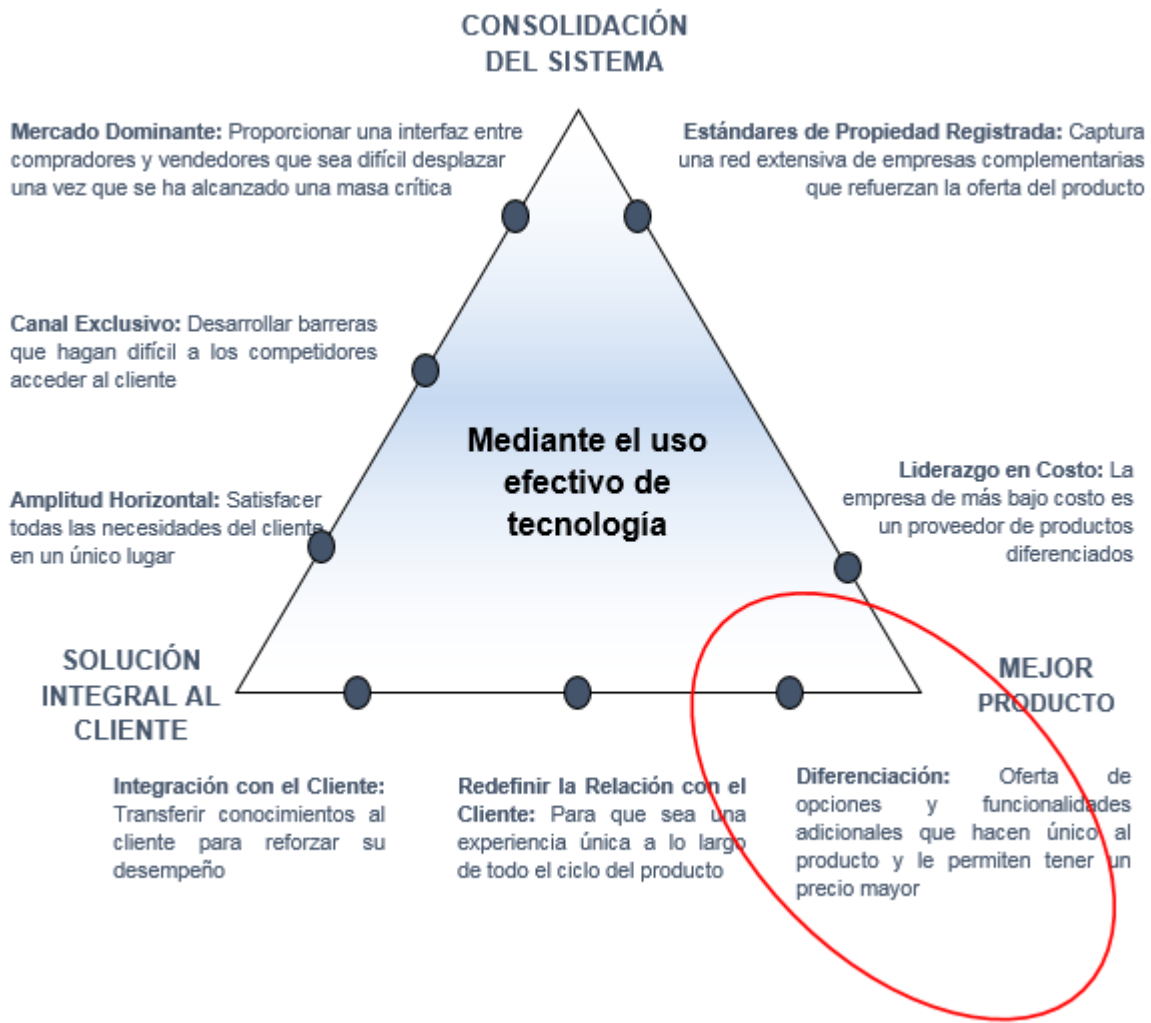 CONSOLIDACIÓN
DEL SISTEMA
Mercado Dominante: Proporcionar una interfaz entre
compradores y vendedores que sea difícil desplazar
una vez que se ha alcanzado una masa crítica
Estándares de Propiedad Registrada: Captura
una red extensiva de empresas complementarias
que refuerzan la oferta del producto
Canal Exclusivo: Desarrollar barreras
que hagan difícil a los competidores
acceder al cliente
Mediante el uso
efectivo de
tecnología
Amplitud Horizontal: Satisfacer
todas las necesidades del cliente
en un único lugar
Liderazgo en Costo: La
empresa de más bajo costo es
un proveedor de productos
diferenciados
SOLUCIÓN
INTEGRAL AL
CLIENTE
MEJOR
PRODUCTO
Integración con el Cliente:
Transferir conocimientos al
cliente para reforzar su
desempeño
Redefinir la Relación con el
Cliente: Para que sea una
experiencia única a lo largo
de todo el ciclo del producto
Diferenciación: Oferta de
opciones y funcionalidades
adicionales que hacen único al
producto y le permiten tener un
precio mayor